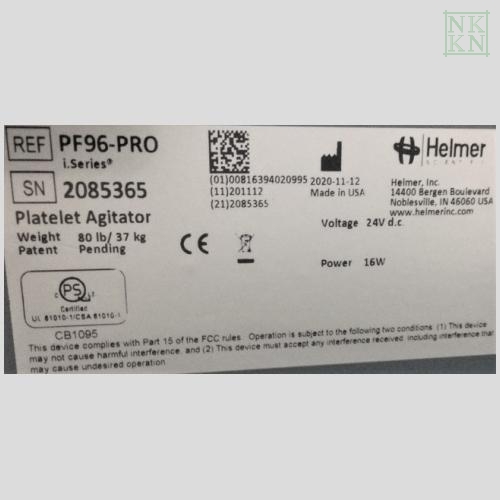 NK
KN
REF PF96-PRO
i.Series®
SN 2085365
Platelet Agitator
Weight 80 lb/ 37 kg
Patent Pending
(01)00816394020995
(11)201112
(21)2085365
2020-11-12
Made in USA
Helmer
SCIENTIFIC
Helmer, Inc.
14400 Bergen Boulevard
Noblesville, IN 46060 USA
www.helmerinc.com
Voltage 24V d.c.
Power 16W
CE
c PS
Certified
UL 61010-1/CSA 61010-1
CB1095
This device complies with Part 15 of the FCC rules. Operation is subject to the following two conditions (1) This device
may not cause harmful interference, and (2) This device must accept any interference received including interference that
may cause undesired operation.